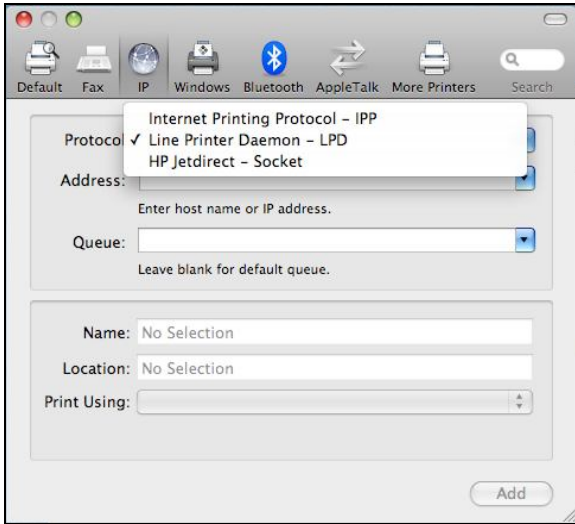 Default Fax IP Windows Bluetooth AppleTalk More Printers Search
Internet Printing Protocol – IPP
Protocol ✓ Line Printer Daemon – LPD
HP Jetdirect – Socket
Address:
Enter host name or IP address.
Queue:
Leave blank for default queue.
Name: No Selection
Location: No Selection
Print Using:
Add